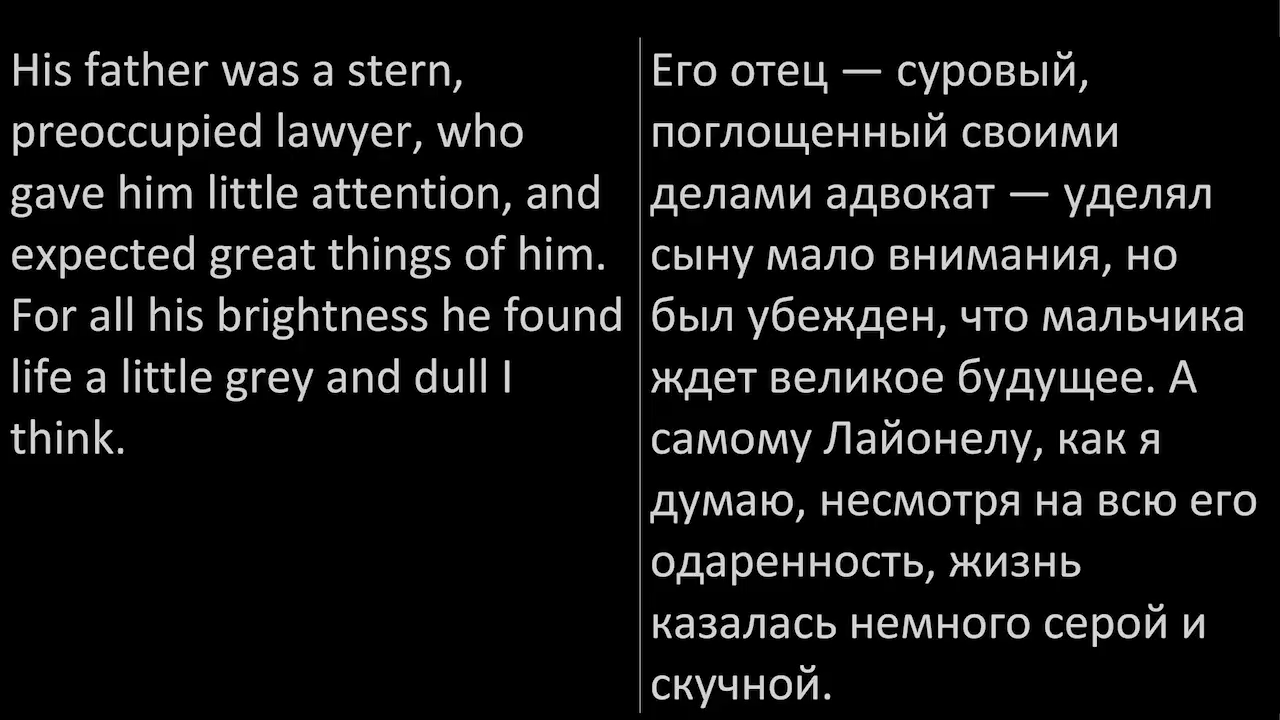 His father was a stern,
preoccupied lawyer, who
gave him little attention, and
expected great things of him.
For all his brightness he found
life a little grey and dull I
think.
Его отец — суровый,
поглощенный своими
делами адвокат — уделял
сыну мало внимания, но
был убежден, что мальчика
ждет великое будущее. А
самому Лайонелу, как я
думаю, несмотря на всю его
одаренность, жизнь
казалась немного серой и
скучной.